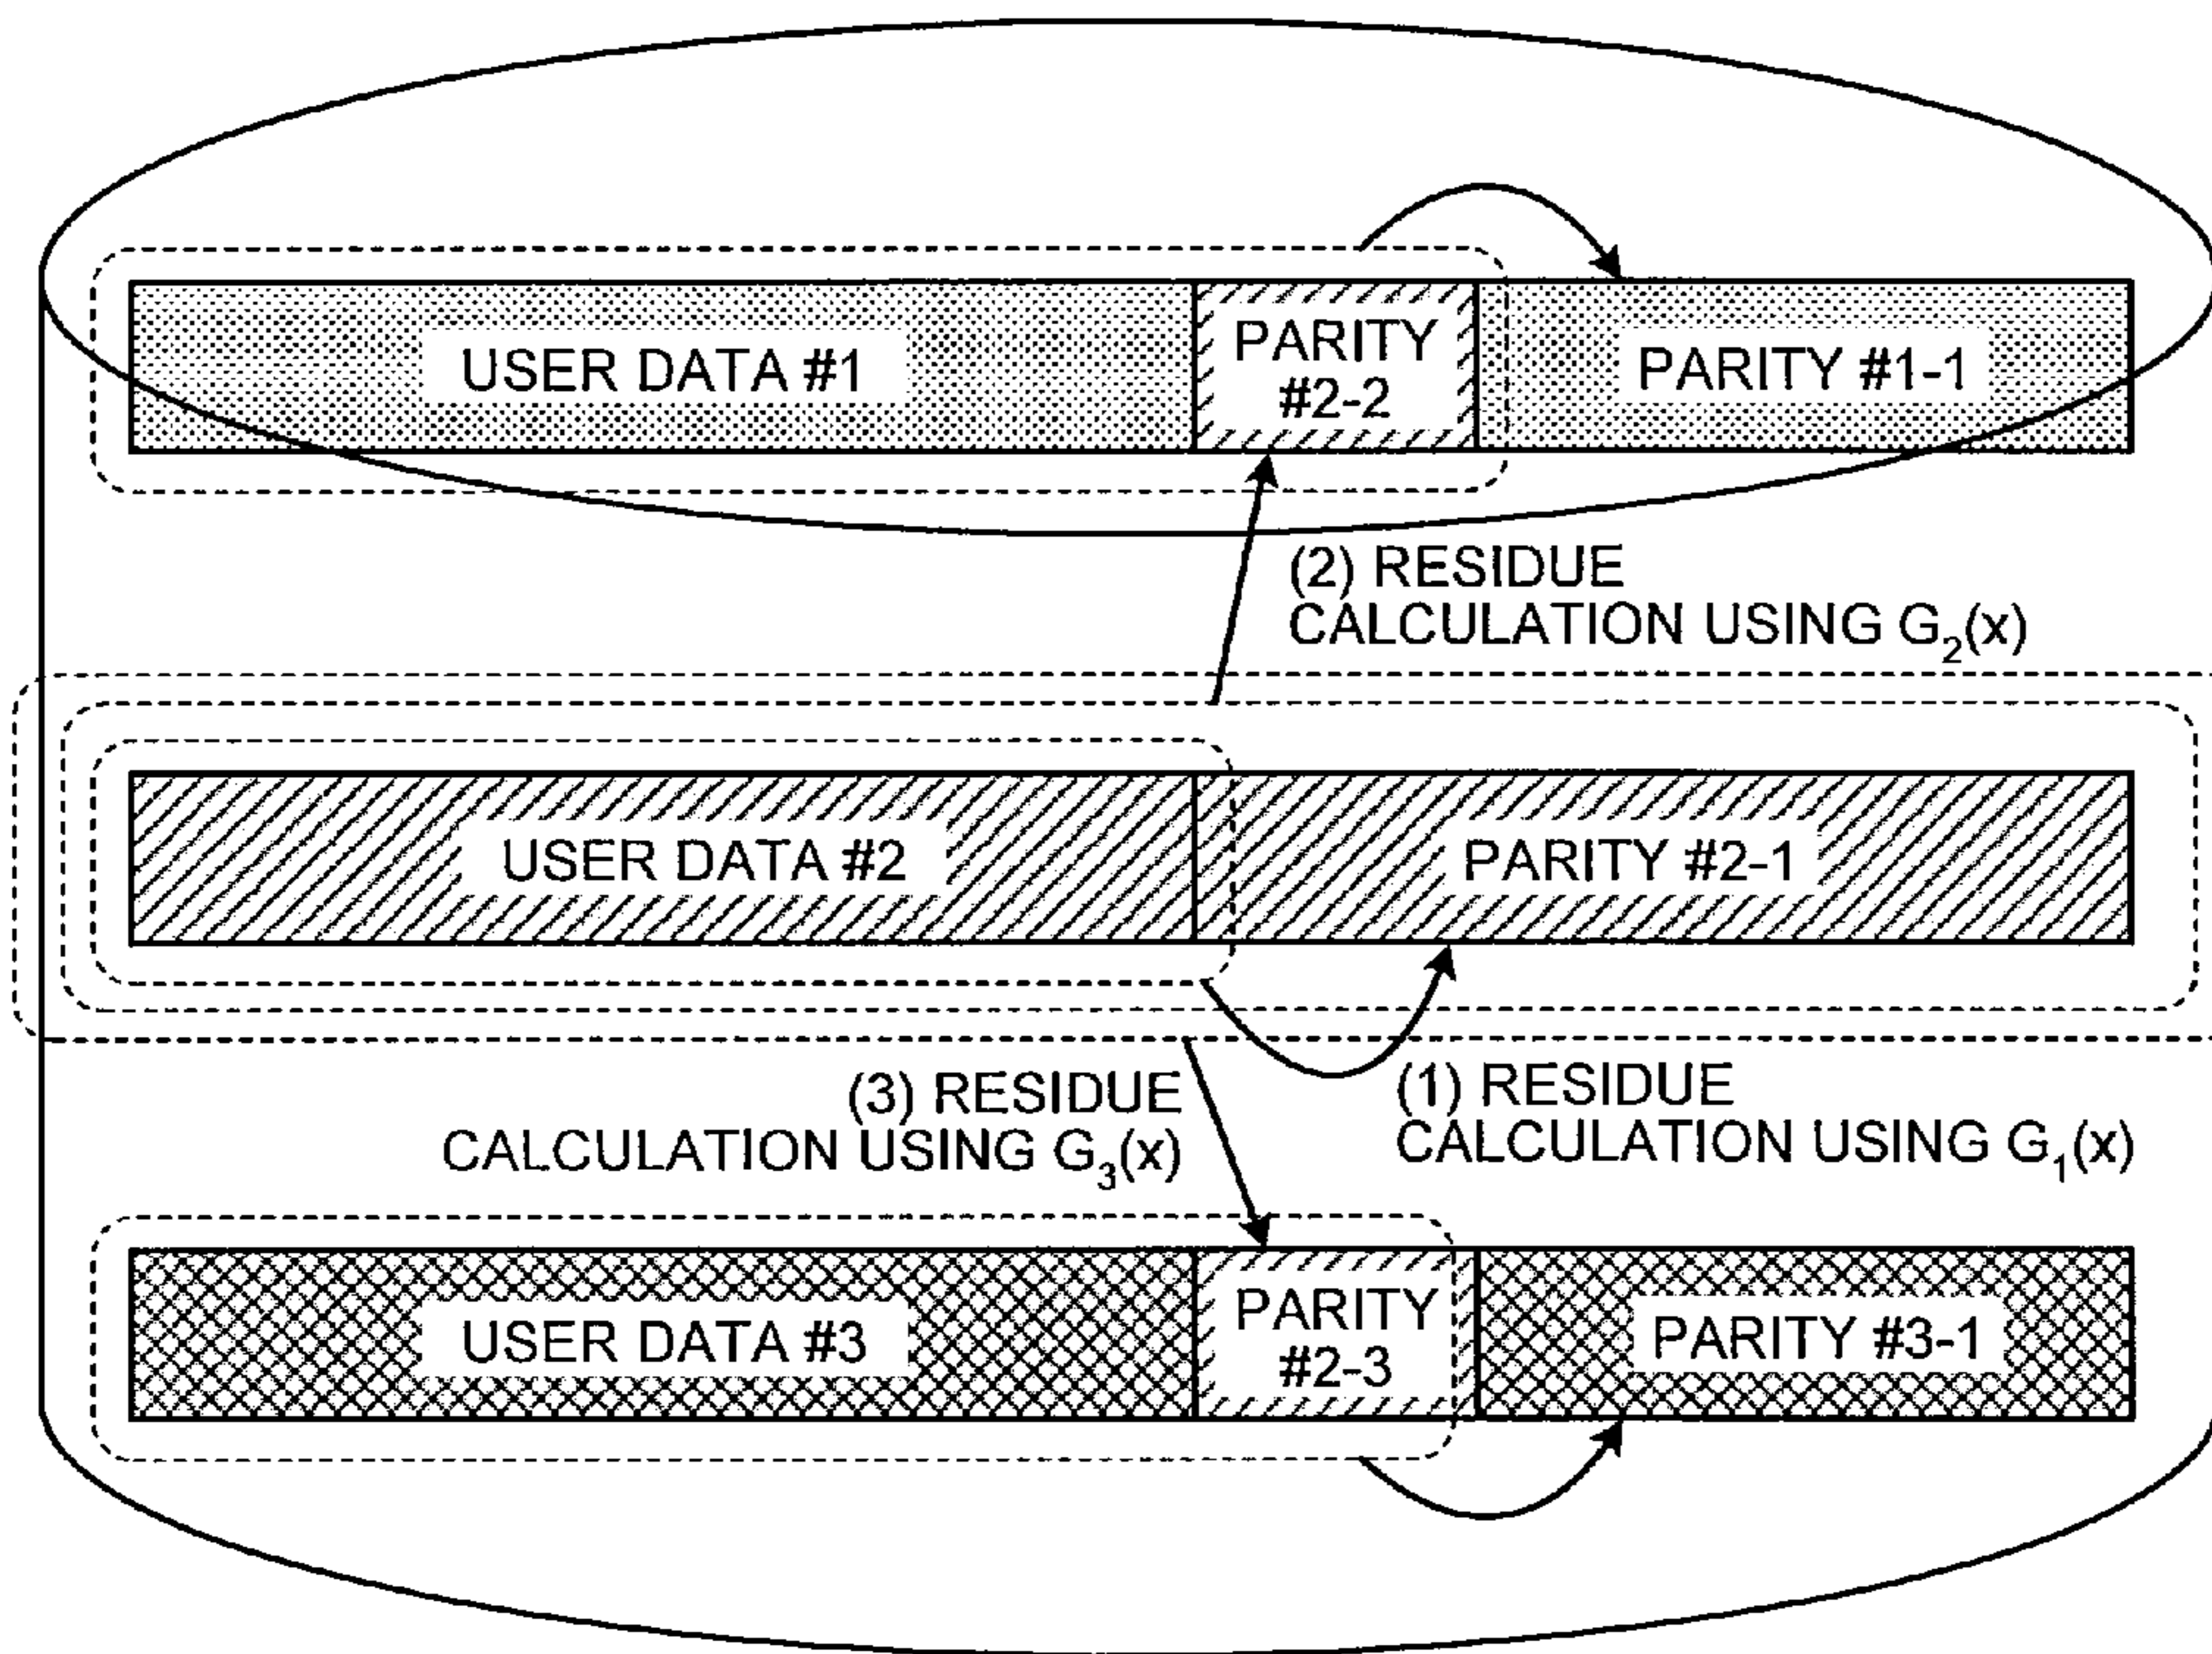 USER DATA #1
PARITY
#2-2
PARITY #1-1
(2) RESIDUE
CALCULATION USING G₂(x)
USER DATA #2
PARITY #2-1
(3) RESIDUE
CALCULATION USING G₃(x)
(1) RESIDUE
CALCULATION USING G₁(x)
USER DATA #3
PARITY
#2-3
PARITY #3-1